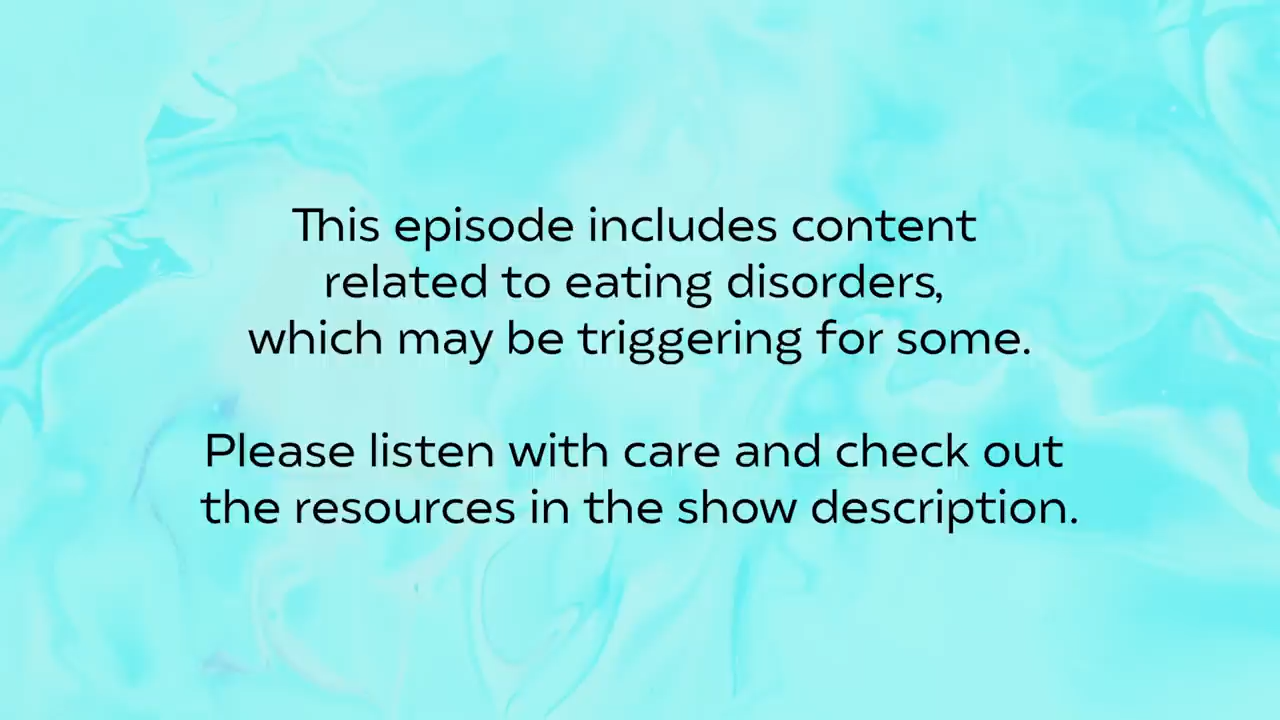 This episode includes content
related to eating disorders,
which may be triggering for some.
Please listen with care and check out
the resources in the show description.